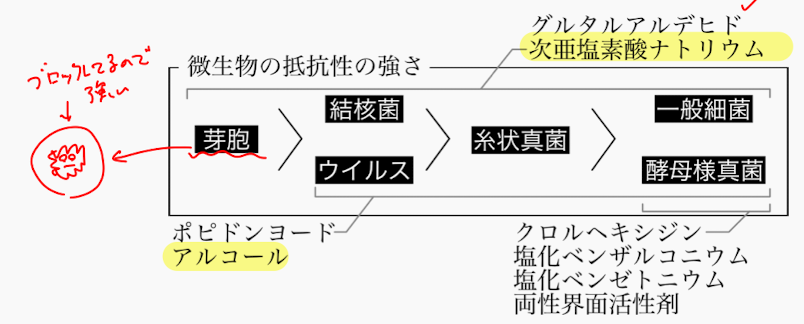 グルタルアルデヒド
次亜塩素酸ナトリウム
微生物の抵抗性の強さ
ブロックしてるので
強い
芽胞
結核菌
ウイルス
糸状真菌
一般細菌
酵母様真菌
ポピドンヨード
アルコール
クロルヘキシジン
塩化ベンザルコニウム
塩化ベンゼトニウム
両性界面活性剤